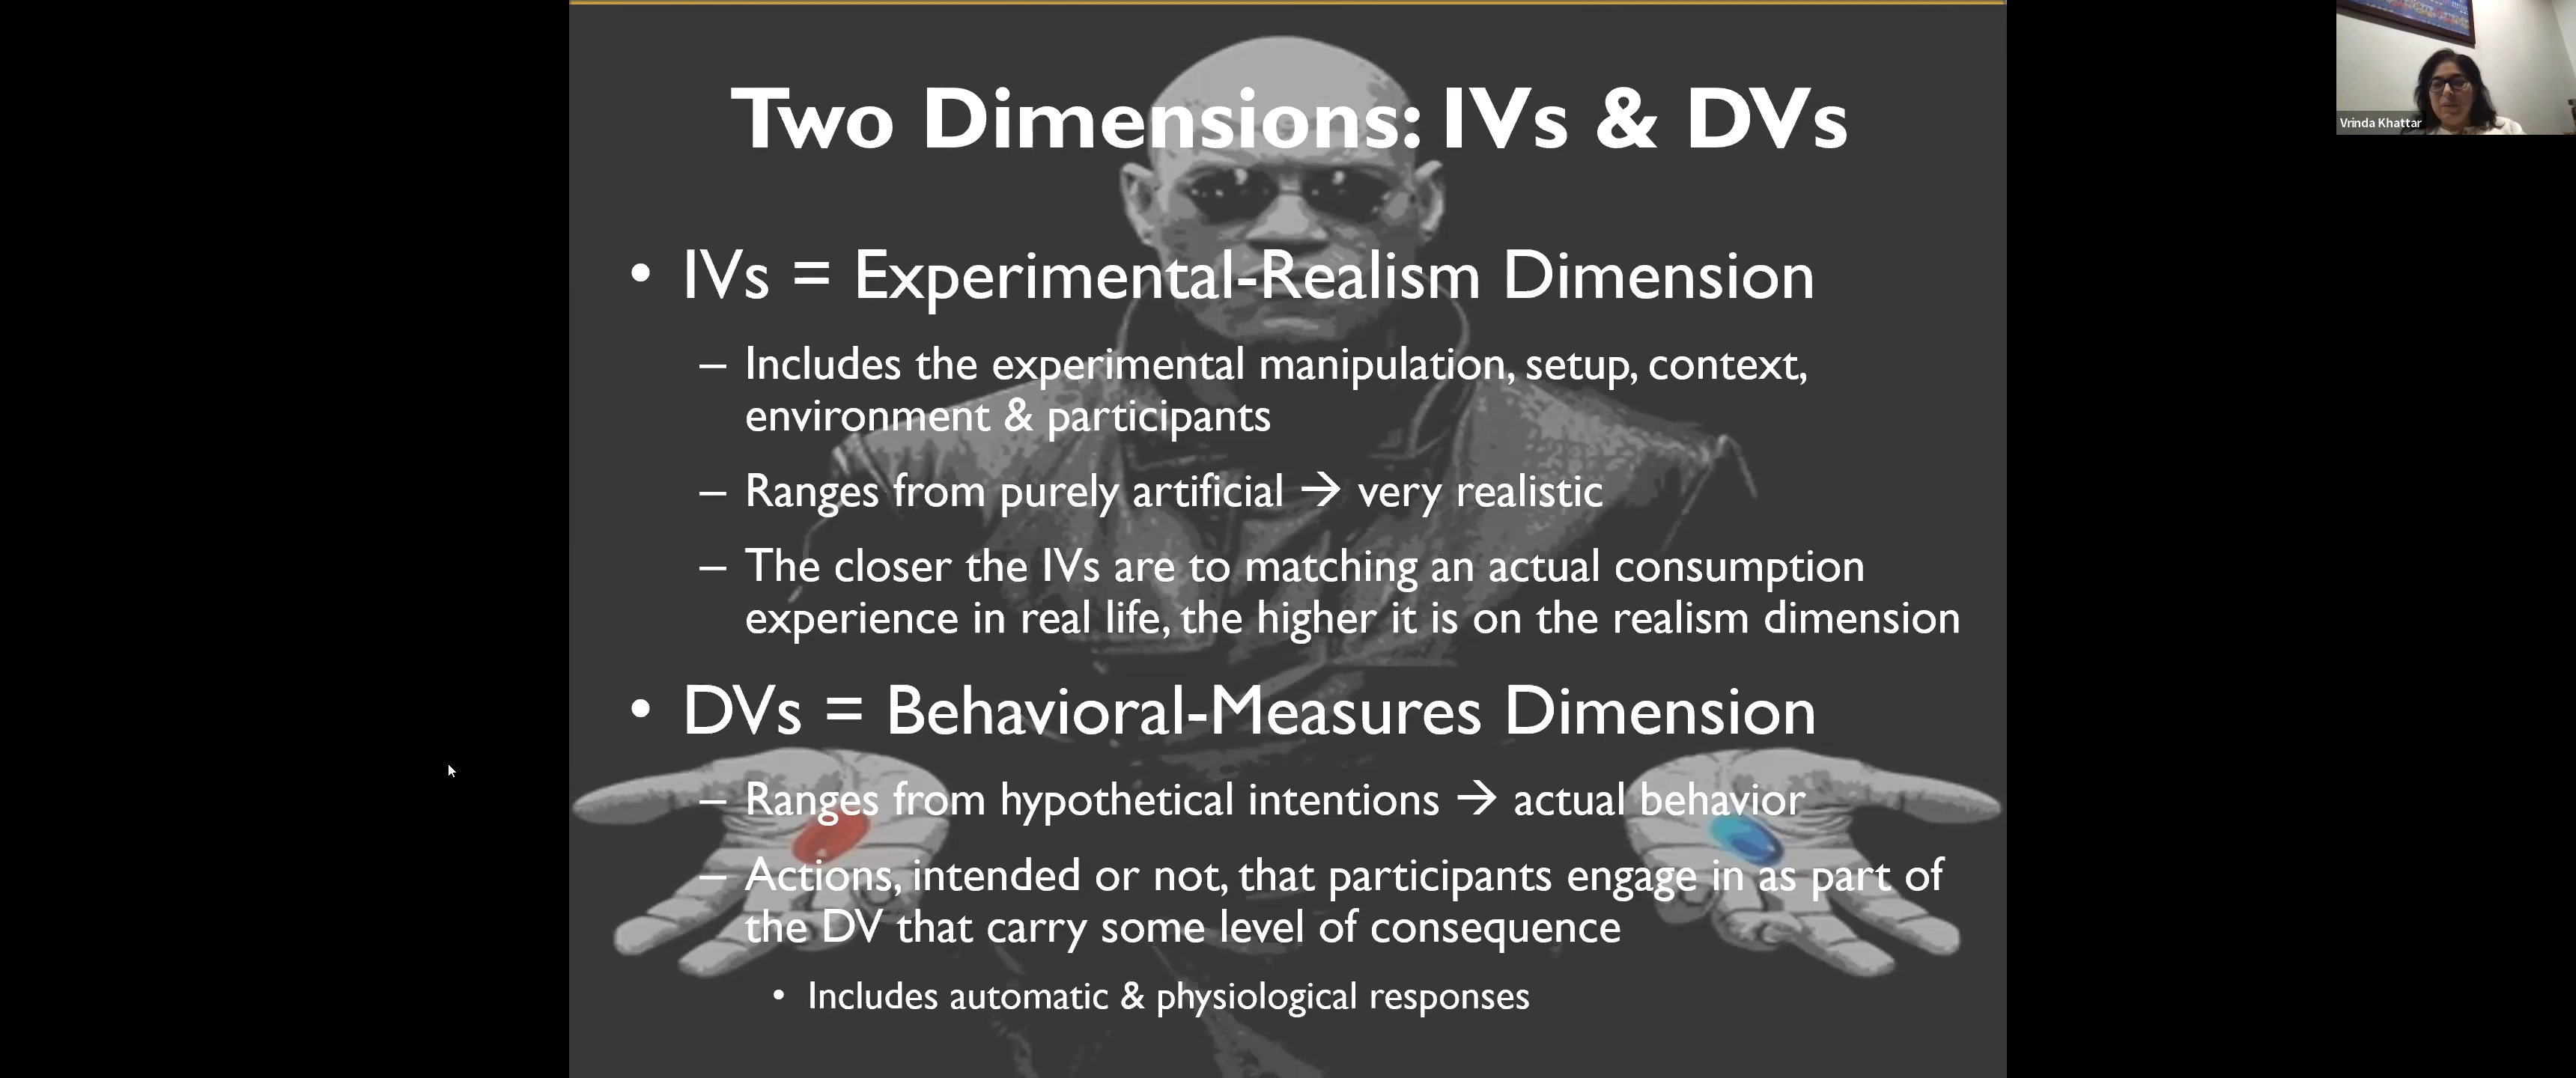 Two Dimensions: IVs & DVs
• IVs = Experimental-Realism Dimension
– Includes the experimental manipulation, setup, context,
environment & participants
– Ranges from purely artificial → very realistic
– The closer the IVs are to matching an actual consumption
experience in real life, the higher it is on the realism dimension
• DVs = Behavioral-Measures Dimension
– Ranges from hypothetical intentions → actual behavior
– Actions, intended or not, that participants engage in as part of
the DV that carry some level of consequence
• Includes automatic & physiological responses
Vrinda Khattar